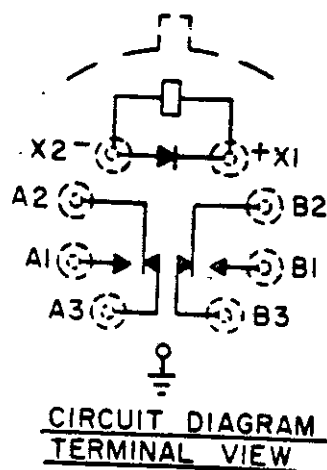 X2 - + X1
A2 B2
A1 B1
A3 B3
CIRCUIT DIAGRAM
TERMINAL VIEW